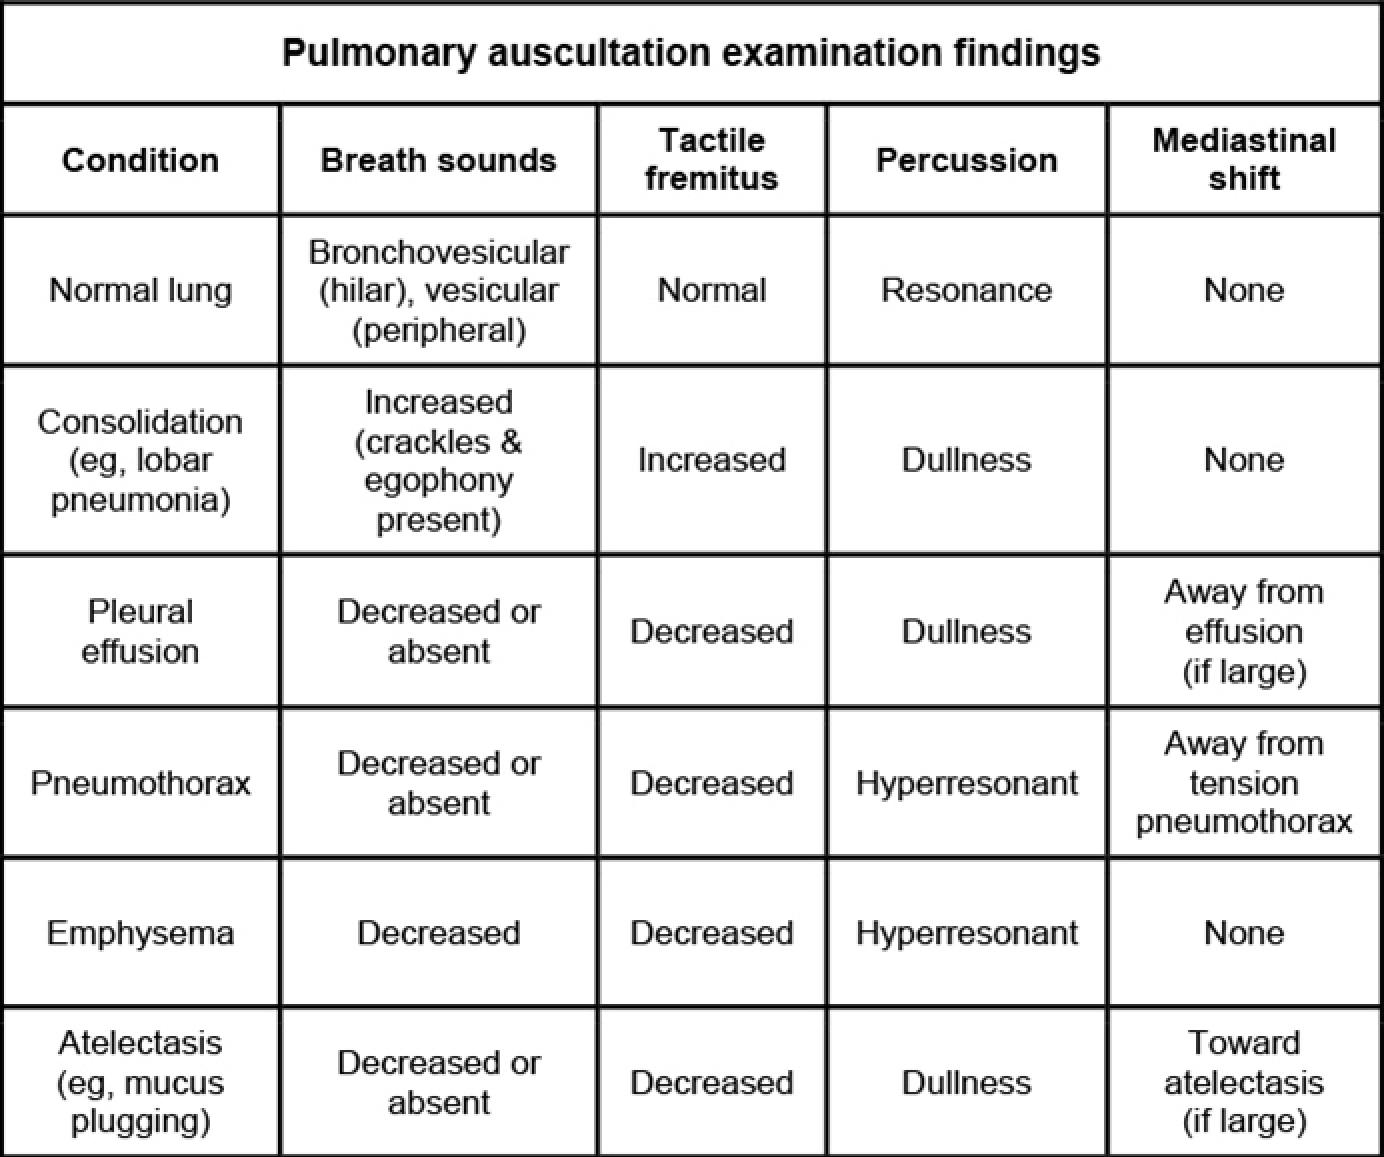 Pulmonary auscultation examination findings
Condition
Breath sounds
Tactile
fremitus
Percussion
Mediastinal
shift
Normal lung
Bronchovesicular
(hilar), vesicular
(peripheral)
Normal
Resonance
None
Consolidation
(eg, lobar
pneumonia)
Increased
(crackles &
egophony
present)
Increased
Dullness
None
Pleural
effusion
Decreased or
absent
Decreased
Dullness
Away from
effusion
(if large)
Pneumothorax
Decreased or
absent
Decreased
Hyperresonant
Away from
tension
pneumothorax
Emphysema
Decreased
Decreased
Hyperresonant
None
Atelectasis
(eg, mucus
plugging)
Decreased or
absent
Decreased
Dullness
Toward
atelectasis
(if large)